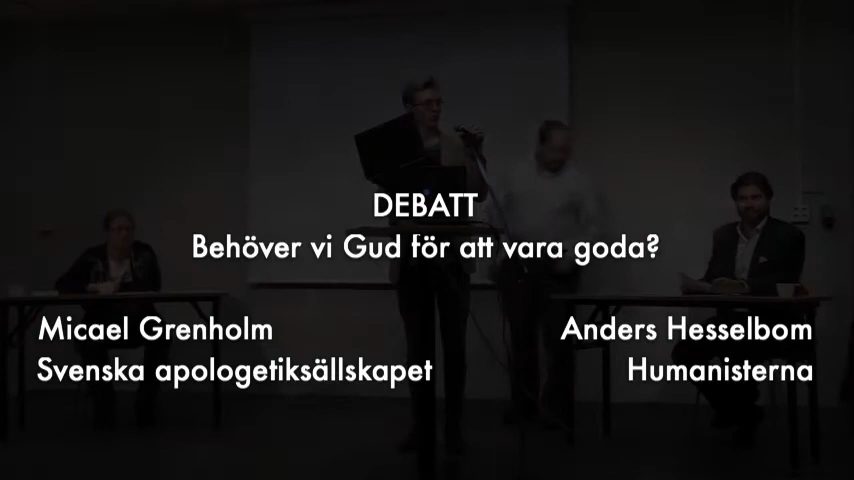 DEBATT
Behöver vi Gud för att vara goda?
Micael Grenholm
Svenska apologetiksällskapet
Anders Hesselbom
Humanisterna